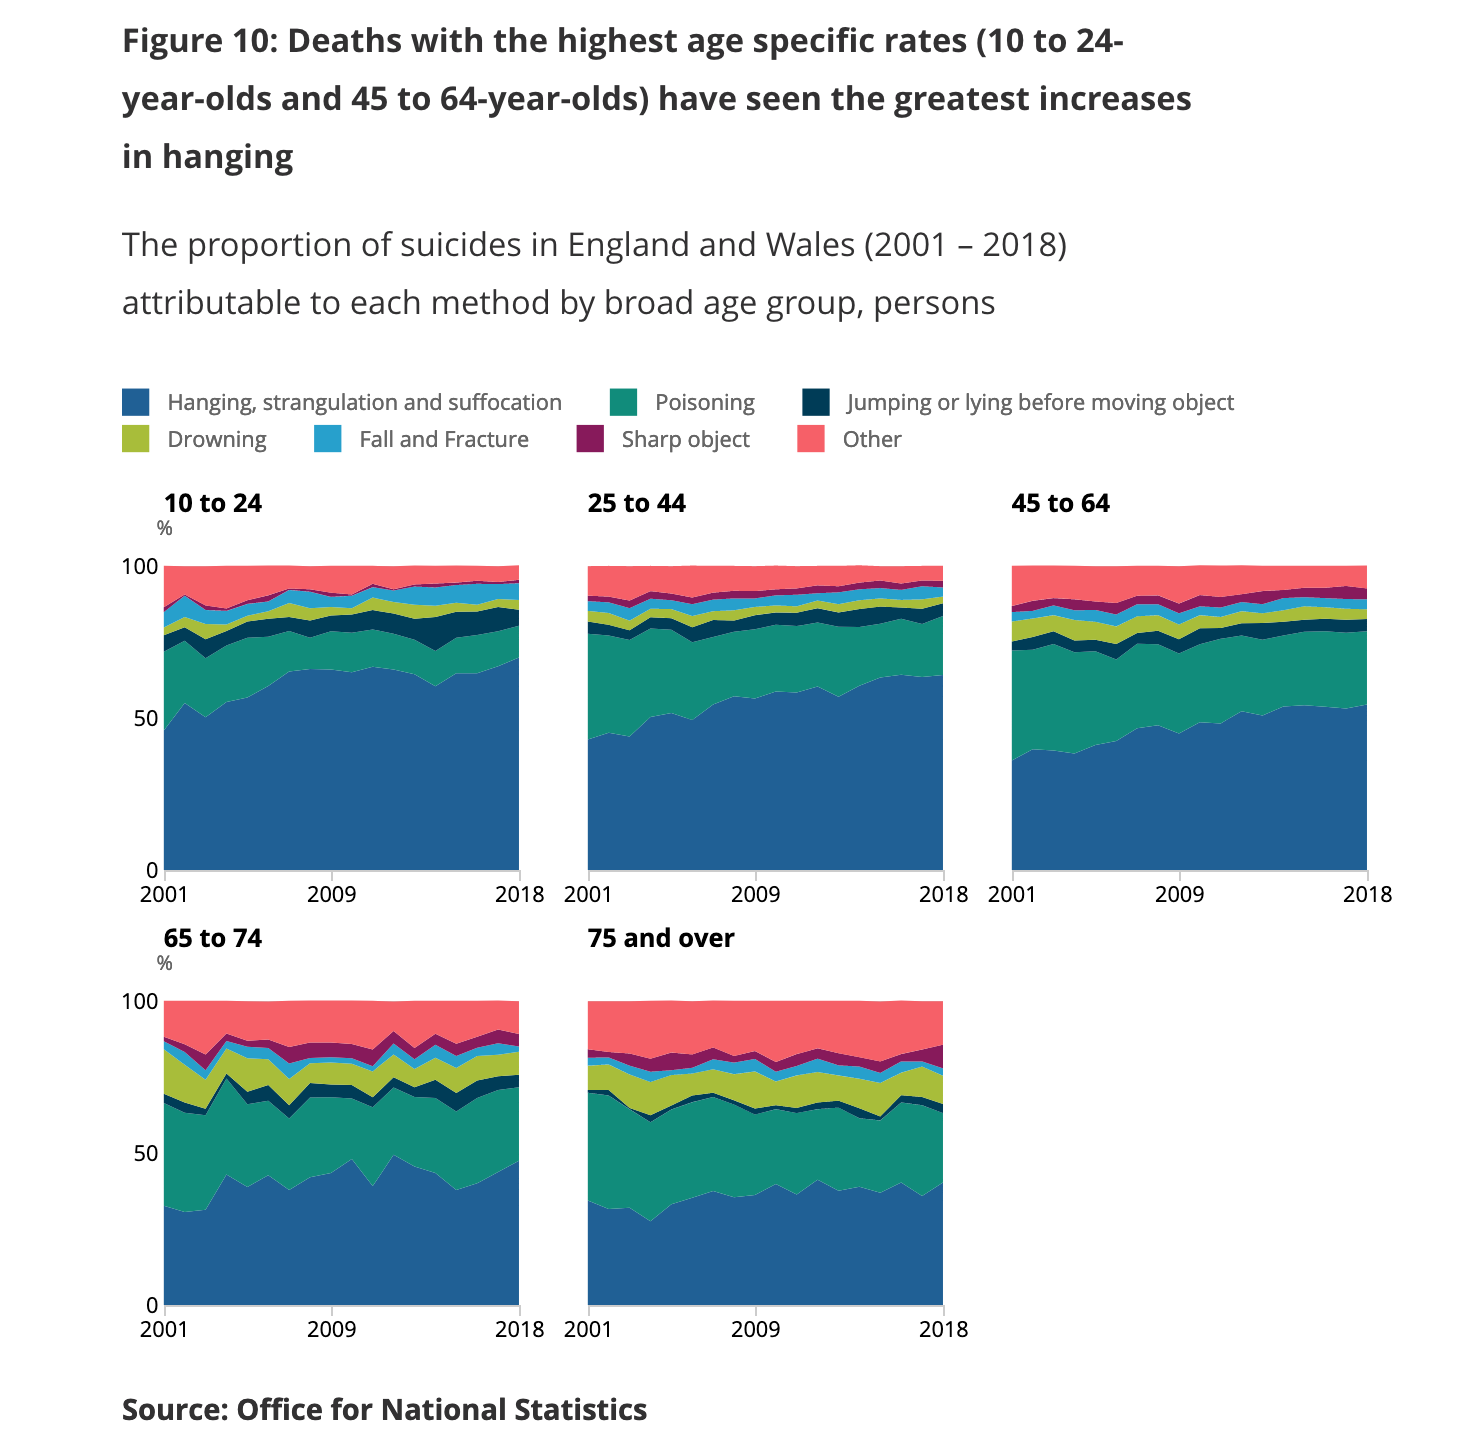 Figure 10: Deaths with the highest age specific rates (10 to 24-
year-olds and 45 to 64-year-olds) have seen the greatest increases
in hanging
The proportion of suicides in England and Wales (2001 – 2018)
attributable to each method by broad age group, persons
Hanging, strangulation and suffocation Poisoning Jumping or lying before moving object
Drowning Fall and Fracture Sharp object Other
10 to 24 25 to 44 45 to 64
%
100
50
0
2001 2009 2018 2001 2009 2018 2001 2009 2018
65 to 74 75 and over
%
100
50
0
2001 2009 2018 2001 2009 2018
Source: Office for National Statistics